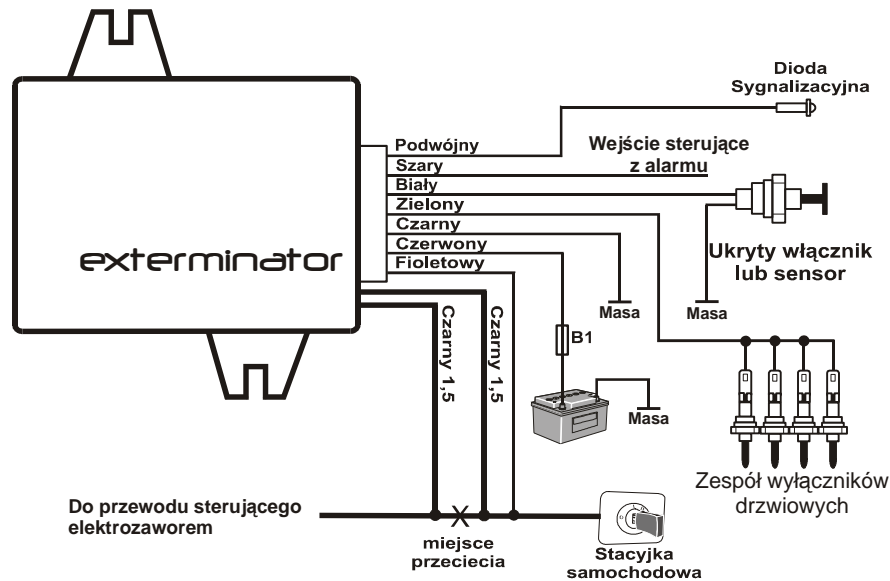 Dioda
Sygnalizacyjna
Podwójny
Wejście sterujące
z alarmu
Szary
Biały
Zielony
Czarny
Czerwony
Fioletowy
exterminator
Ukryty włącznik
lub sensor
Masa
Masa
B1
Czarny 1,5
Czarny 1,5
Masa
Zespół wyłączników
drzwiowych
Do przewodu sterującego
elektrozaworem
miejsce
przeciecia
Stacyjka
samochodowa